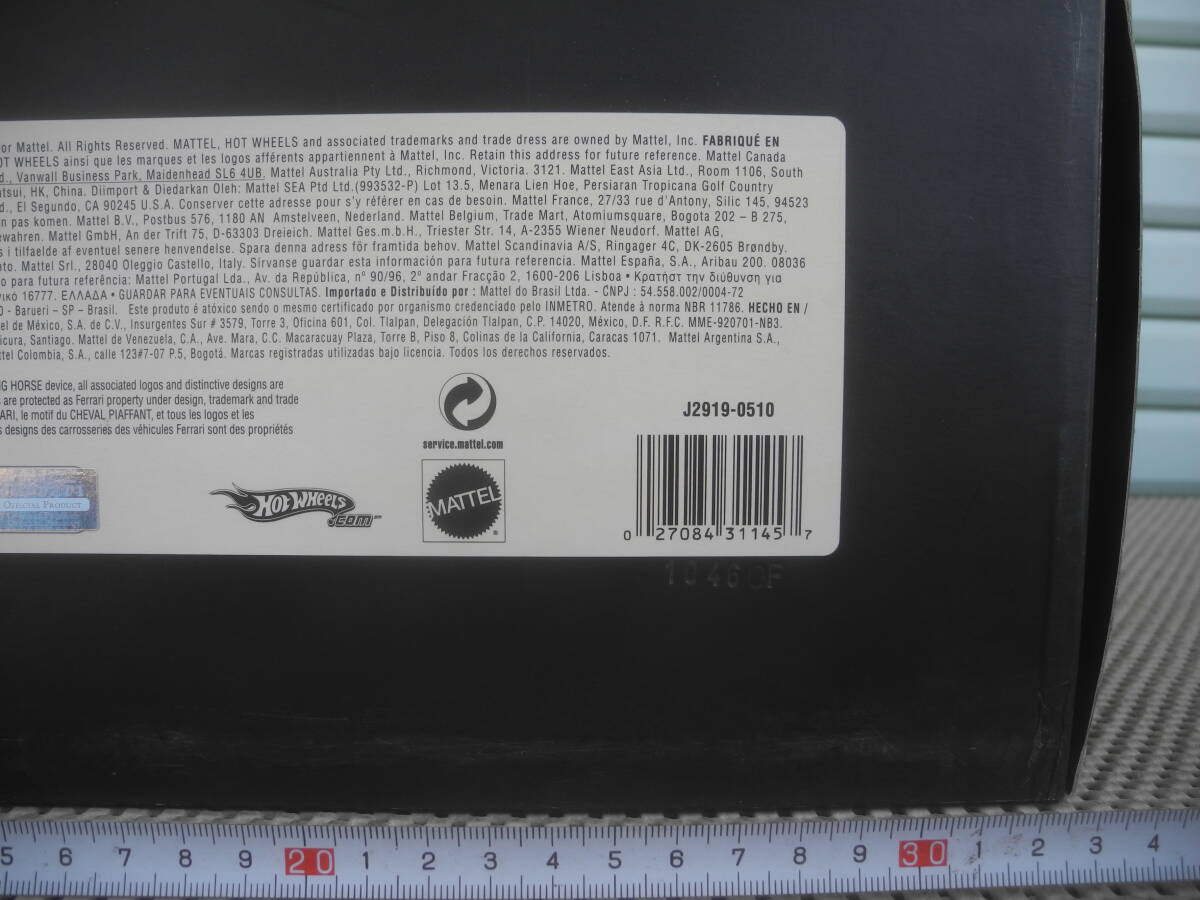 or Mattel. All Rights Reserved. MATTEL, HOT WHEELS and associated trademarks and trade dress are owned by Mattel, Inc. FABRIQUÉ EN
OT WHEELS ainsi que les marques et les logos afférents appartiennent à Mattel, Inc. Retain this address for future reference. Mattel Canada
d., Vanwall Business Park, Maidenhead SL6 4UB. Mattel Australia Pty Ltd., Richmond, Victoria. 3121. Mattel East Asia Ltd., Room 1106, South
tsui, HK, China. Diimport & Diedarkan Oleh: Mattel SEA Ptd Ltd.(993532-P) Lot 13.5, Menara Lien Hoe, Persiaran Tropicana Golf Country
d., El Segundo, CA 90245 U.S.A. Conserver cette adresse pour s'y référer en cas de besoin. Mattel France, 27/33 rue d'Antony, Silic 145, 94523
n pas komen. Mattel B.V., Postbus 576, 1180 AN Amstelveen, Nederland. Mattel Belgium, Trade Mart, Atomiumsquare, Bogota 202 – B 275,
ewahren. Mattel GmbH, An der Trift 75, D-63303 Dreieich. Mattel Ges.m.b.H., Triester Str. 14, A-2355 Wiener Neudorf. Mattel AG,
s i tilfaelde af eventuel senere henvendelse. Spara denna adress för framtida behov. Mattel Scandinavia A/S, Ringager 4C, DK-2605 Brøndby.
nto. Mattel Srl., 28040 Oleggio Castello, Italy. Sírvanse guardar esta información para futura referencia. Mattel España, S.A., Aribau 200. 08036
o para futura referência: Mattel Portugal Lda., Av. da República, nº 90/96, 2º andar Fracção 2, 1600-206 Lisboa • Κρατήστ την διύθυνση για
νικό 16777. ΕΛΛΑΔΑ • GUARDAR PARA EVENTUAIS CONSULTAS. Importado e Distribuído por : Mattel do Brasil Ltda. - CNPJ : 54.558.002/0004-72
0 - Barueri – SP – Brasil. Este produto é atóxico sendo o mesmo certificado por organismo credenciado pelo INMETRO. Atende à norma NBR 11786. HECHO EN /
el de México, S.A. de C.V., Insurgentes Sur # 3579, Torre 3, Oficina 601, Col. Tlalpan, Delegación Tlalpan, C.P. 14020, México, D.F. R.F.C. MME-920701-NB3.
icura, Santiago. Mattel de Venezuela, C.A., Ave. Mara, C.C. Macaracuay Plaza, Torre B, Piso 8, Colinas de la California, Caracas 1071. Mattel Argentina S.A.,
ttel Colombia, S.A., calle 123#7-07 P.5, Bogotá. Marcas registradas utilizadas bajo licencia. Todos los derechos reservados.
G HORSE device, all associated logos and distinctive designs are
s are protected as Ferrari property under design, trademark and trade
ARI, le motif du CHEVAL PIAFFANT, et tous les logos et les
s designs des carrosseries des véhicules Ferrari sont des propriétés
service.mattel.com
J2919-0510
OFFICIAL PRODUCT
HOT WHEELS
.COM
MATTEL
0 27084 31145 7
1046 F
5 6 7 8 9 20 1 2 3 4 5 6 7 8 9 30 1 2 3 4